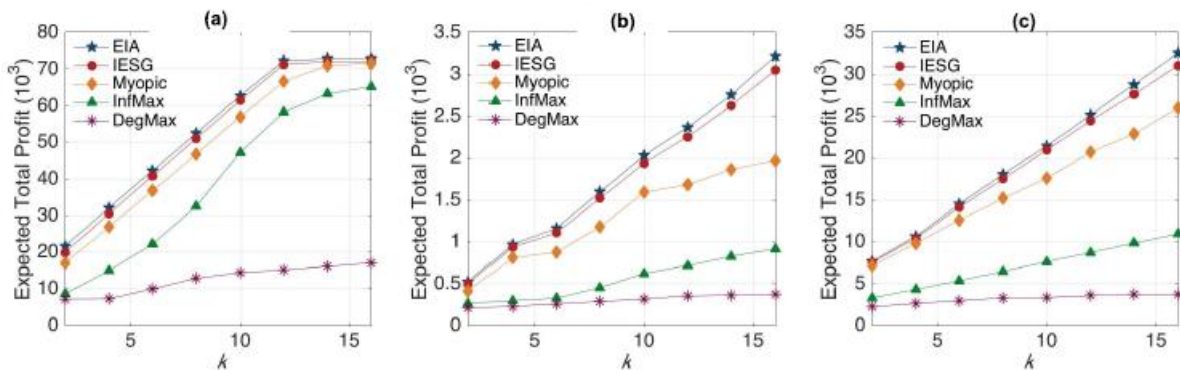 (a)
Expected Total Profit (10³)
80
70
60
50
40
30
20
10
0
EIA
IESG
Myopic
InfMax
DegMax
5
10
15
k
(b)
Expected Total Profit (10³)
3.5
3
2.5
2
1.5
1
0.5
0
EIA
IESG
Myopic
InfMax
DegMax
5
10
15
k
(c)
Expected Total Profit (10³)
35
30
25
20
15
10
5
0
EIA
IESG
Myopic
InfMax
DegMax
5
10
15
k